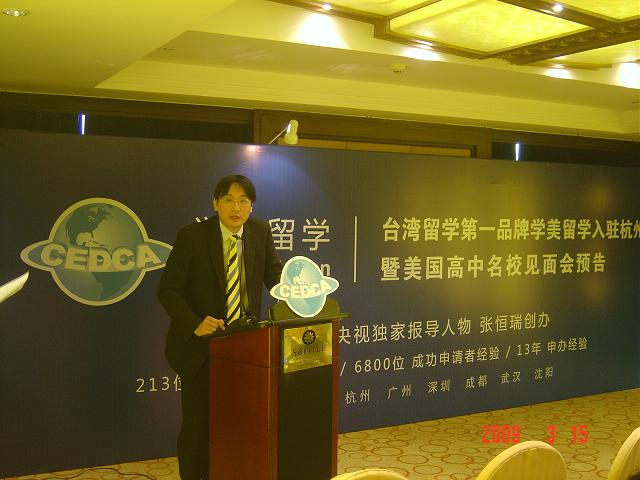 CEDCA
留学
台湾留学第一品牌学美留学入驻杭州
暨美国高中名校见面会预告
CEDCA
央视独家报导人物 张恒瑞创办
SOFITEL
213位
/ 6800位 成功申请者经验 / 13年 申办经验
杭州 广州 深圳 成都 武汉 沈阳
2009 3 15